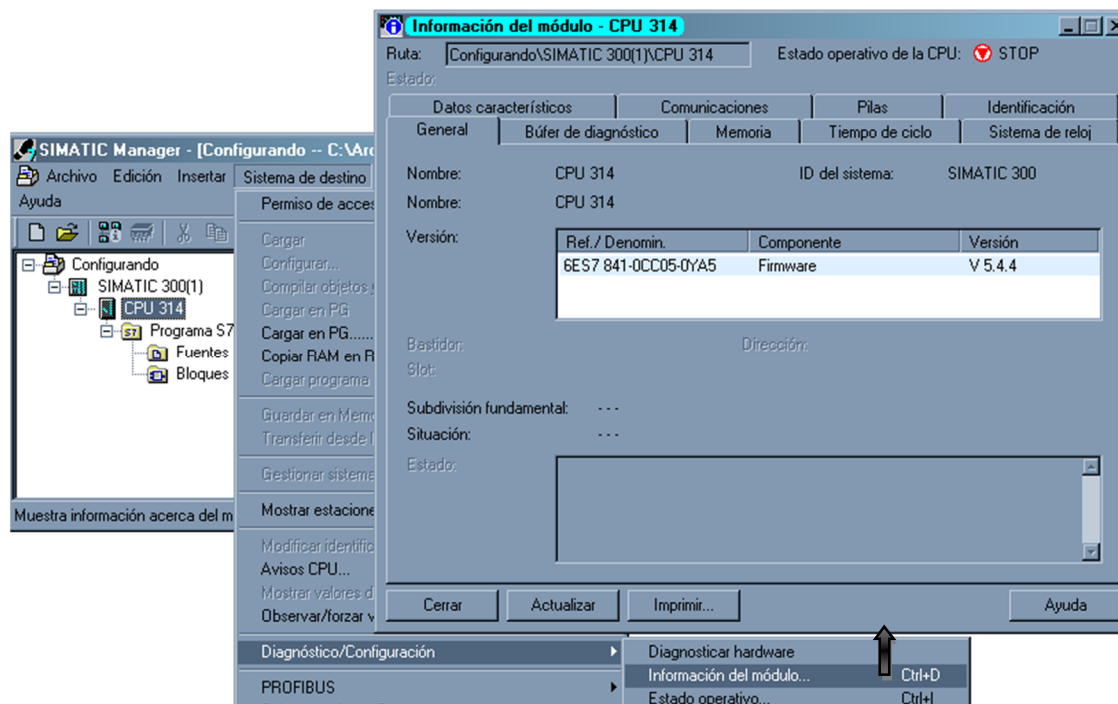 Información del módulo - CPU 314
Ruta: Configurando\SIMATIC 300(1)\CPU 314 Estado operativo de la CPU: STOP
Estado:
Datos característicos Comunicaciones Pilas Identificación
General Búfer de diagnóstico Memoria Tiempo de ciclo Sistema de reloj
Nombre: CPU 314 ID del sistema: SIMATIC 300
Nombre: CPU 314
Versión: Ref./ Denomin. Componente Versión
6ES7 841-0CC05-0YA5 Firmware V 5.4.4
Bastidor: Dirección:
Slot:
Subdivisión fundamental: - - -
Situación: - - -
Estado:
Cerrar Actualizar Imprimir... Ayuda
SIMATIC Manager - [Configurando -- C:\Arc
Archivo Edición Insertar Sistema de destino
Ayuda
Configurando
SIMATIC 300(1)
CPU 314
Programa S7
Fuentes
Bloques
Muestra información acerca del m
Permiso de acces
Cargar
Configurar...
Compilar objetos y
Cargar en PG
Cargar en PG......
Copiar RAM en R
Cargar programa
Guardar en Memo
Transferir desde l
Gestionar sistema
Mostrar estacione
Modificar identific
Avisos CPU...
Mostrar valores d
Observar/forzar v
Diagnóstico/Configuración
PROFIBUS
Diagnosticar hardware
Información del módulo... Ctrl+D
Estado operativo... Ctrl+I